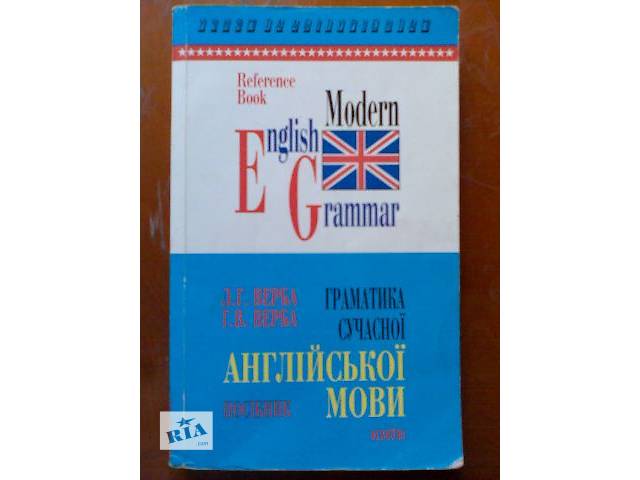 Reference
Book
Modern
English
Grammar
Л.Г. ВЕРБА
Г.В. ВЕРБА
ГРАМАТИКА
СУЧАСНОЇ
АНГЛІЙСЬКОЇ
МОВИ
ПОСІБНИК
RIA
.com